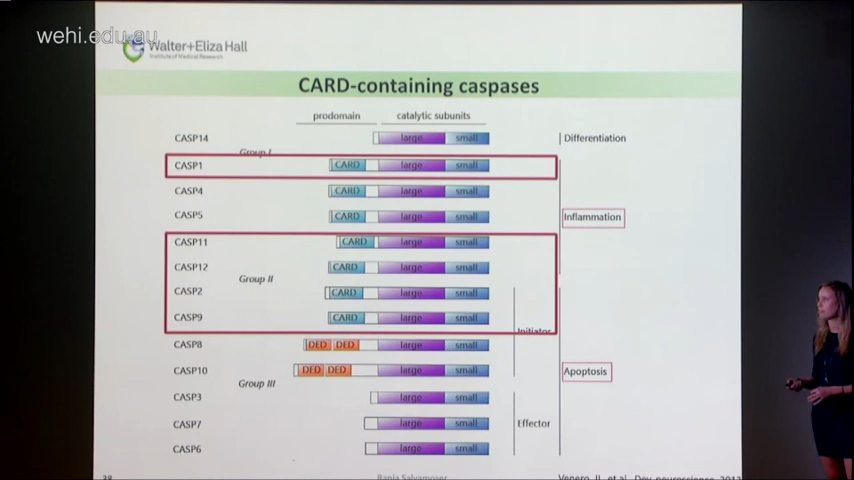 wehi.edu.au
Walter+Eliza Hall
Institute of Medical Research
CARD-containing caspases
prodomain catalytic subunits
CASP14 large small Differentiation
Group I
CASP1 CARD large small
CASP4 CARD large small
CASP5 CARD large small Inflammation
CASP11 CARD large small
CASP12 CARD large small
Group II
CASP2 CARD large small
CASP9 CARD large small
Initiator
CASP8 DED DED large small
CASP10 DED DED large small Apoptosis
Group III
CASP3 large small
CASP7 large small Effector
CASP6 large small
38 Ranja Salvamoser Venero JL et al. Dev neuroscience 2013